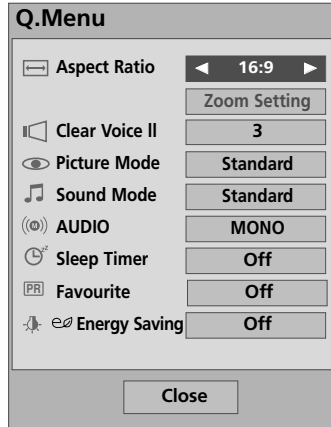 Q.Menu
Aspect Ratio ◄ 16:9 ►
Zoom Setting
Clear Voice ll 3
Picture Mode Standard
Sound Mode Standard
AUDIO MONO
Sleep Timer Off
PR Favourite Off
Energy Saving Off
Close